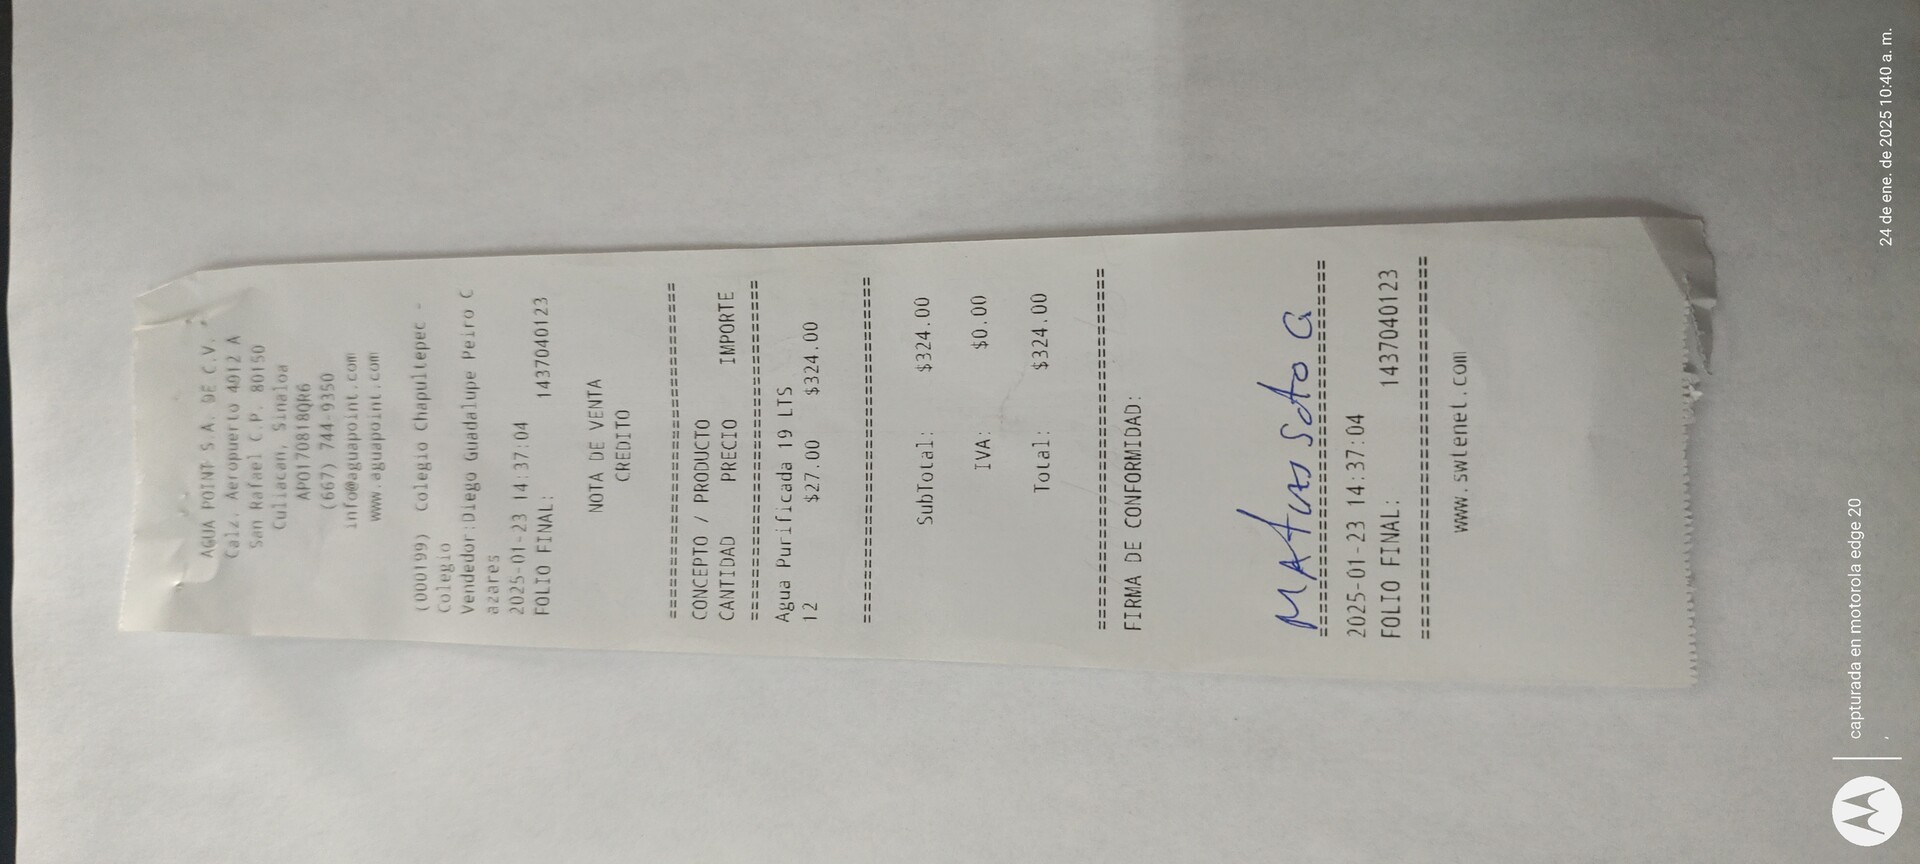 AGUA POINT S.A. DE C.V.
Calz. Aeropuerto 4912 A
San Rafael C.P. 80150
Culiacan, Sinaloa
APO170818QR6
(667) 744-9350
info@aguapoint.com
www.aguapoint.com
(000199) Colegio Chapultepec -
Colegio
Vendedor:Diego Guadalupe Peiro C
azares
2025-01-23 14:37:04
FOLIO FINAL: 1437040123
NOTA DE VENTA
CREDITO
================================
CONCEPTO / PRODUCTO
CANTIDAD PRECIO IMPORTE
================================
Agua Purificada 19 LTS
12 $27.00 $324.00
================================
SubTotal: $324.00
IVA: $0.00
Total: $324.00
================================
FIRMA DE CONFORMIDAD:
Soto G
================================
2025-01-23 14:37:04
FOLIO FINAL: 1437040123
================================
www.swtenet.com
capturada en motorola edge 20
24 de ene. de 2025 10:40 a. m.